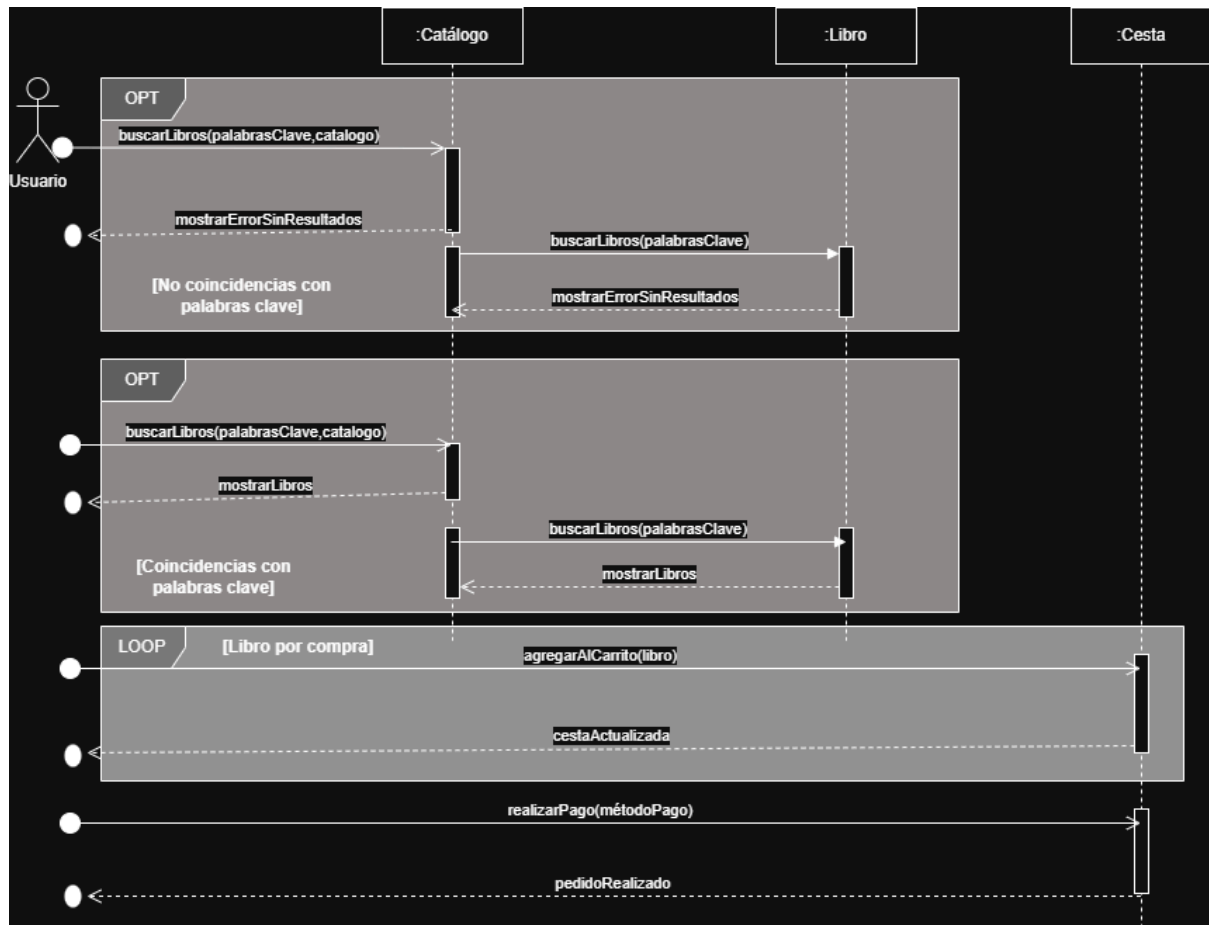 :Catálogo
:Libro
:Cesta
OPT
buscarLibros(palabrasClave,catalogo)
Usuario
mostrarErrorSinResultados
buscarLibros(palabrasClave)
[No coincidencias con
palabras clave]
mostrarErrorSinResultados
OPT
buscarLibros(palabrasClave,catalogo)
mostrarLibros
buscarLibros(palabrasClave)
[Coincidencias con
palabras clave]
mostrarLibros
LOOP
[Libro por compra]
agregarAlCarrito(libro)
cestaActualizada
realizarPago(métodoPago)
pedidoRealizado